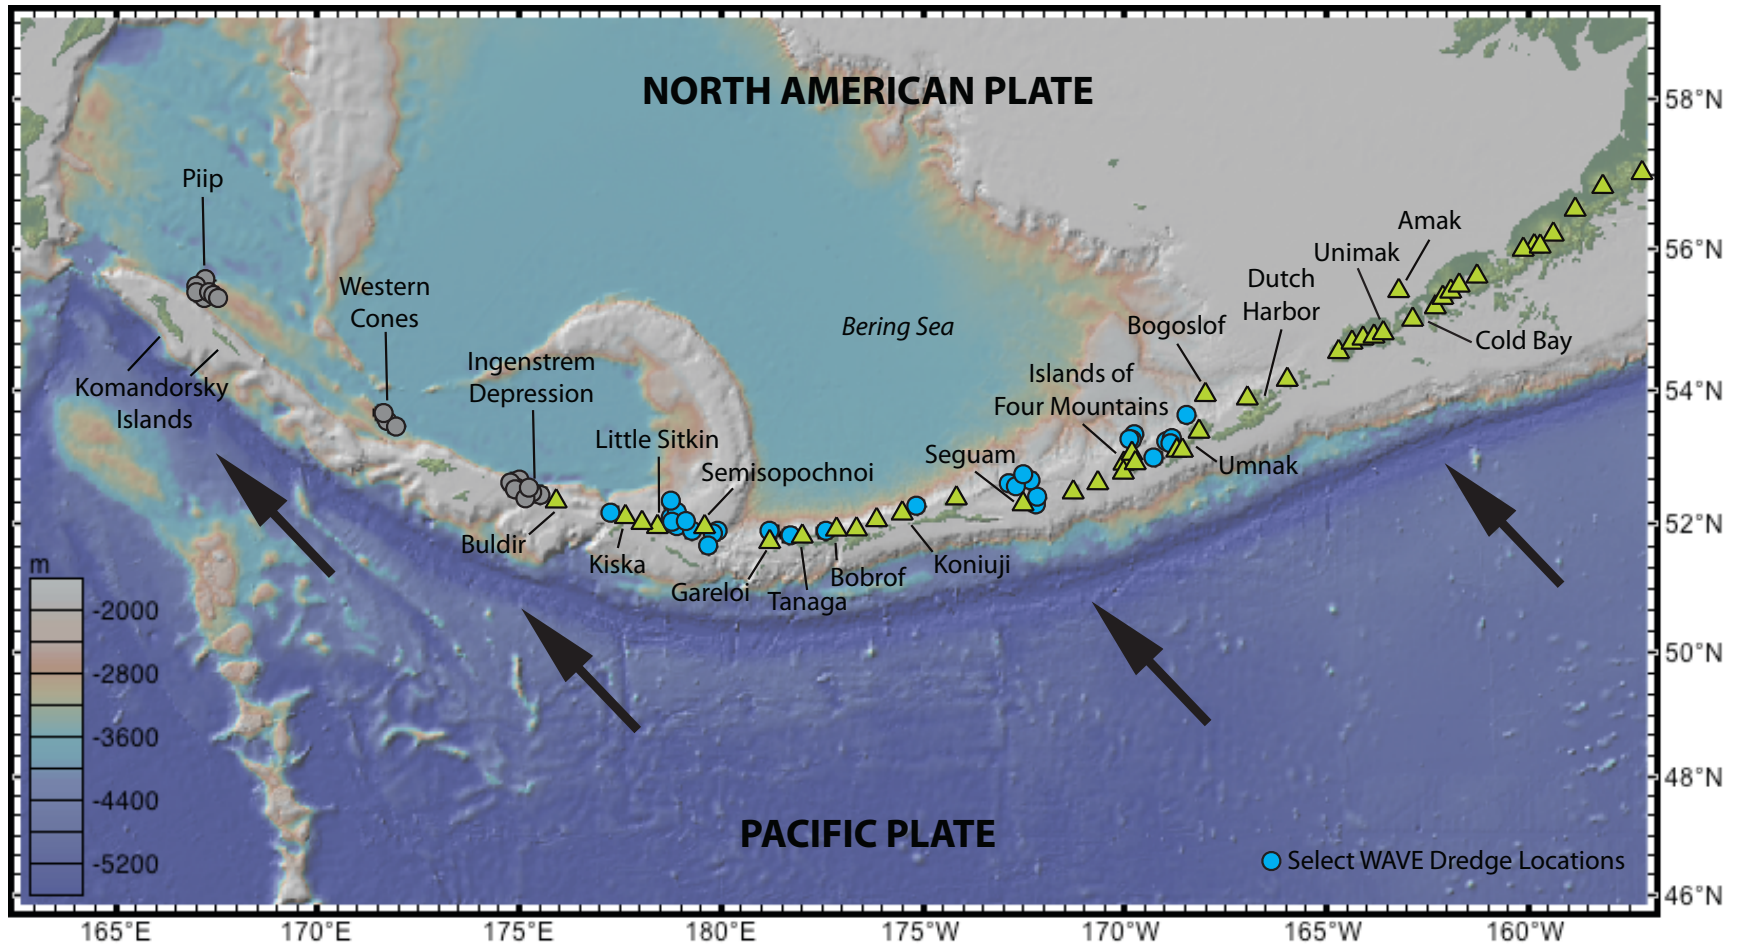 NORTH AMERICAN PLATE
58°N
Piip
Amak
Unimak
56°N
Dutch
Harbor
Western
Cones
Bering Sea
Bogoslof
Cold Bay
Ingenstrem
Depression
Islands of
Four Mountains
54°N
Komandorsky
Islands
Little Sitkin
Semisopochnoi
Seguam
Umnak
52°N
Buldir
Kiska
Gareloi
Tanaga
Bobrof
Koniuji
m
-2000
-2800
-3600
-4400
-5200
50°N
48°N
PACIFIC PLATE
Select WAVE Dredge Locations
46°N
165°E
170°E
175°E
180°E
175°W
170°W
165°W
160°W